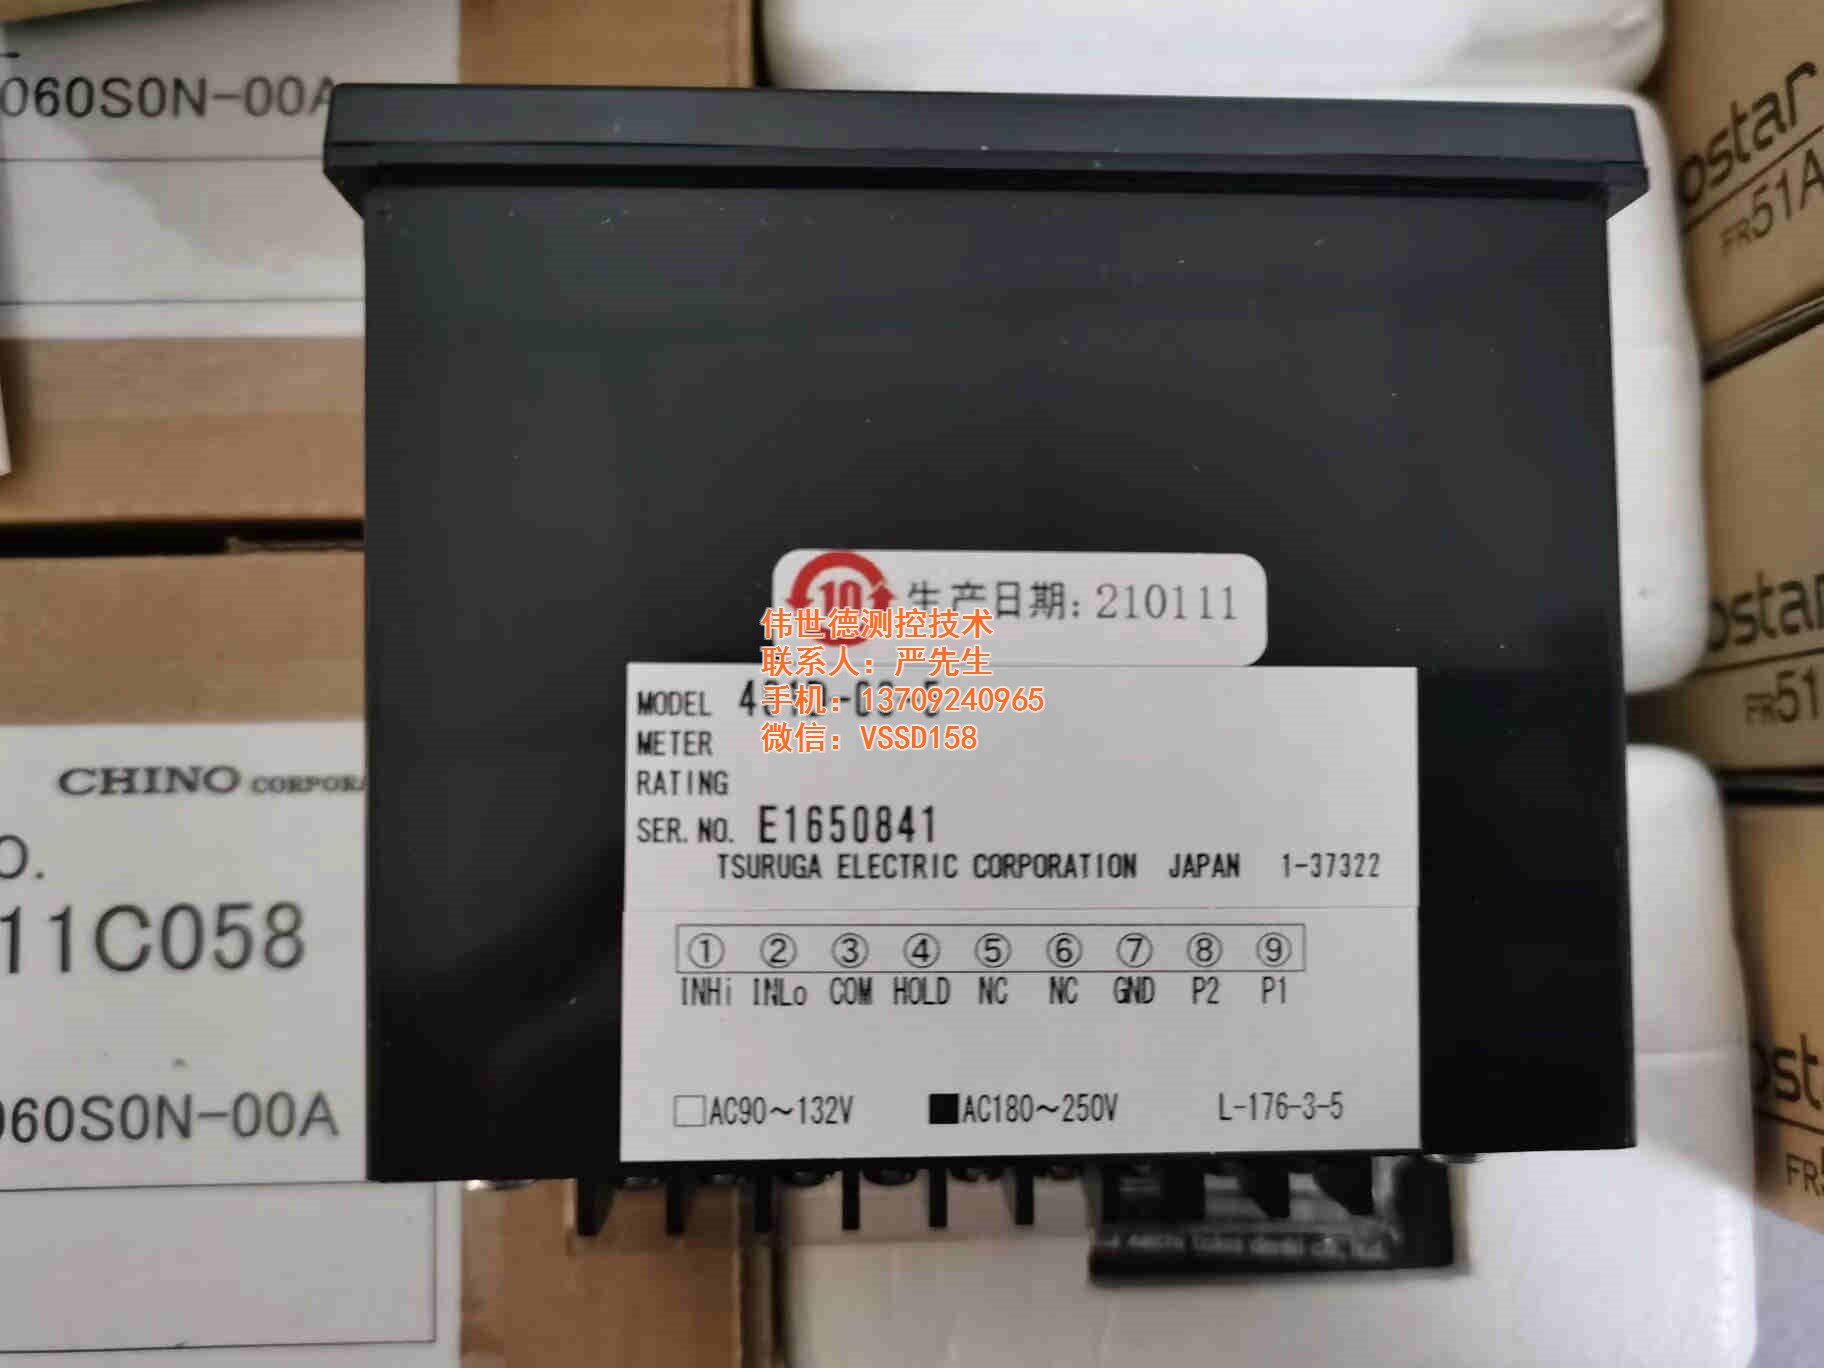 060S0N-00A
ostar
FR51A
10 生产日期: 210111
伟世德测控技术
联系人：严先生
手机：13709240965
微信：VSSD158
MODEL
METER
RATING
SER. NO. E1650841
TSURUGA ELECTRIC CORPORATION JAPAN 1-37322
① ② ③ ④ ⑤ ⑥ ⑦ ⑧ ⑨
INHi INLo COM HOLD NC NC GND P2 P1
□AC90～132V ■AC180～250V L-176-3-5
CHINO CORPORA
O.
11C058
060S0N-00A
ostar
FR51
ost
FR5